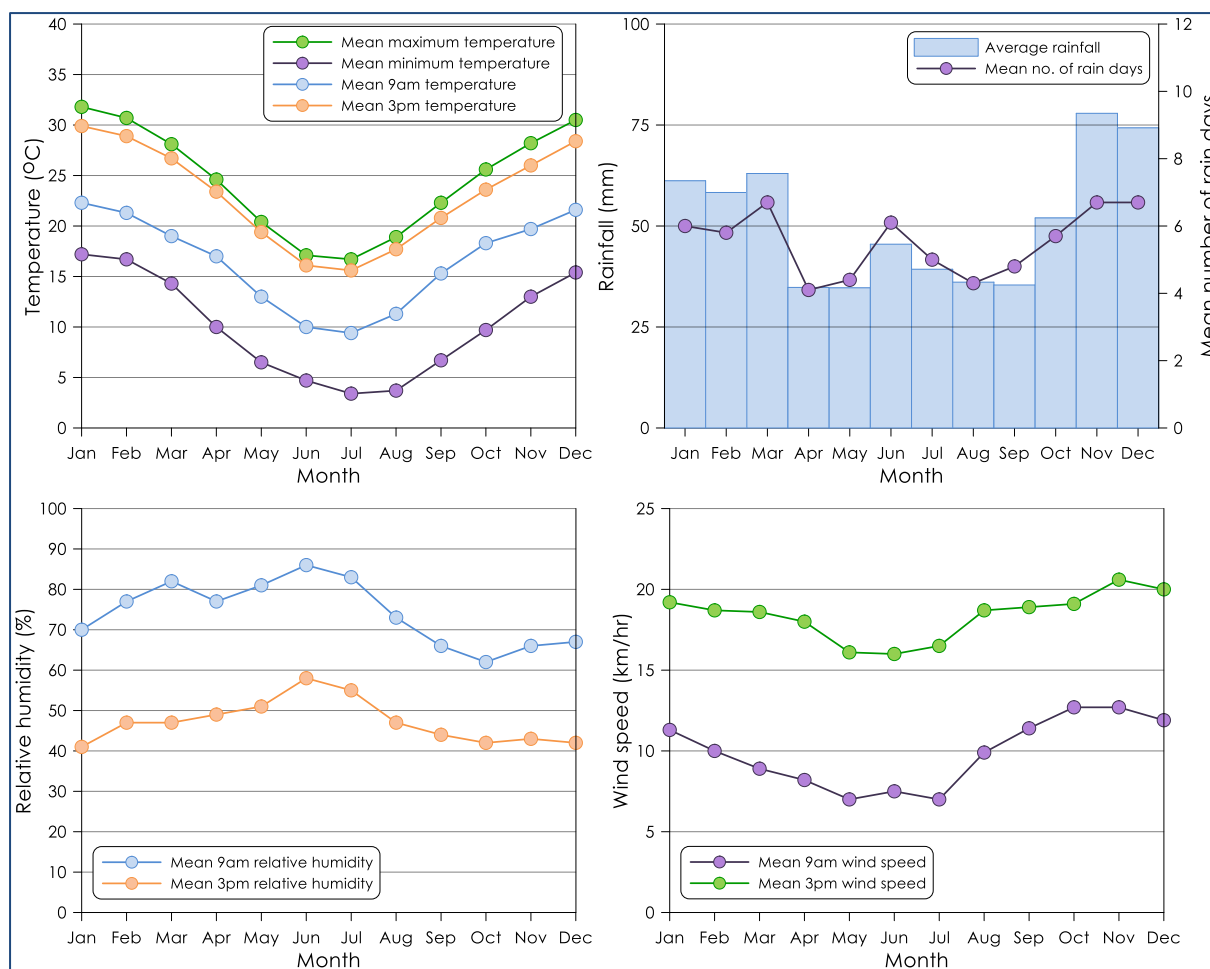 40
35
30
25
20
15
10
5
0
Temperature (°C)
Mean maximum temperature
Mean minimum temperature
Mean 9am temperature
Mean 3pm temperature
Jan Feb Mar Apr May Jun Jul Aug Sep Oct Nov Dec
Month
100
75
50
25
0
Rainfall (mm)
Average rainfall
Mean no. of rain days
12
10
8
6
4
2
0
Mean number of rain days
Jan Feb Mar Apr May Jun Jul Aug Sep Oct Nov Dec
Month
100
90
80
70
60
50
40
30
20
10
0
Relative humidity (%)
Mean 9am relative humidity
Mean 3pm relative humidity
Jan Feb Mar Apr May Jun Jul Aug Sep Oct Nov Dec
Month
25
20
15
10
5
0
Wind speed (km/hr)
Mean 9am wind speed
Mean 3pm wind speed
Jan Feb Mar Apr May Jun Jul Aug Sep Oct Nov Dec
Month